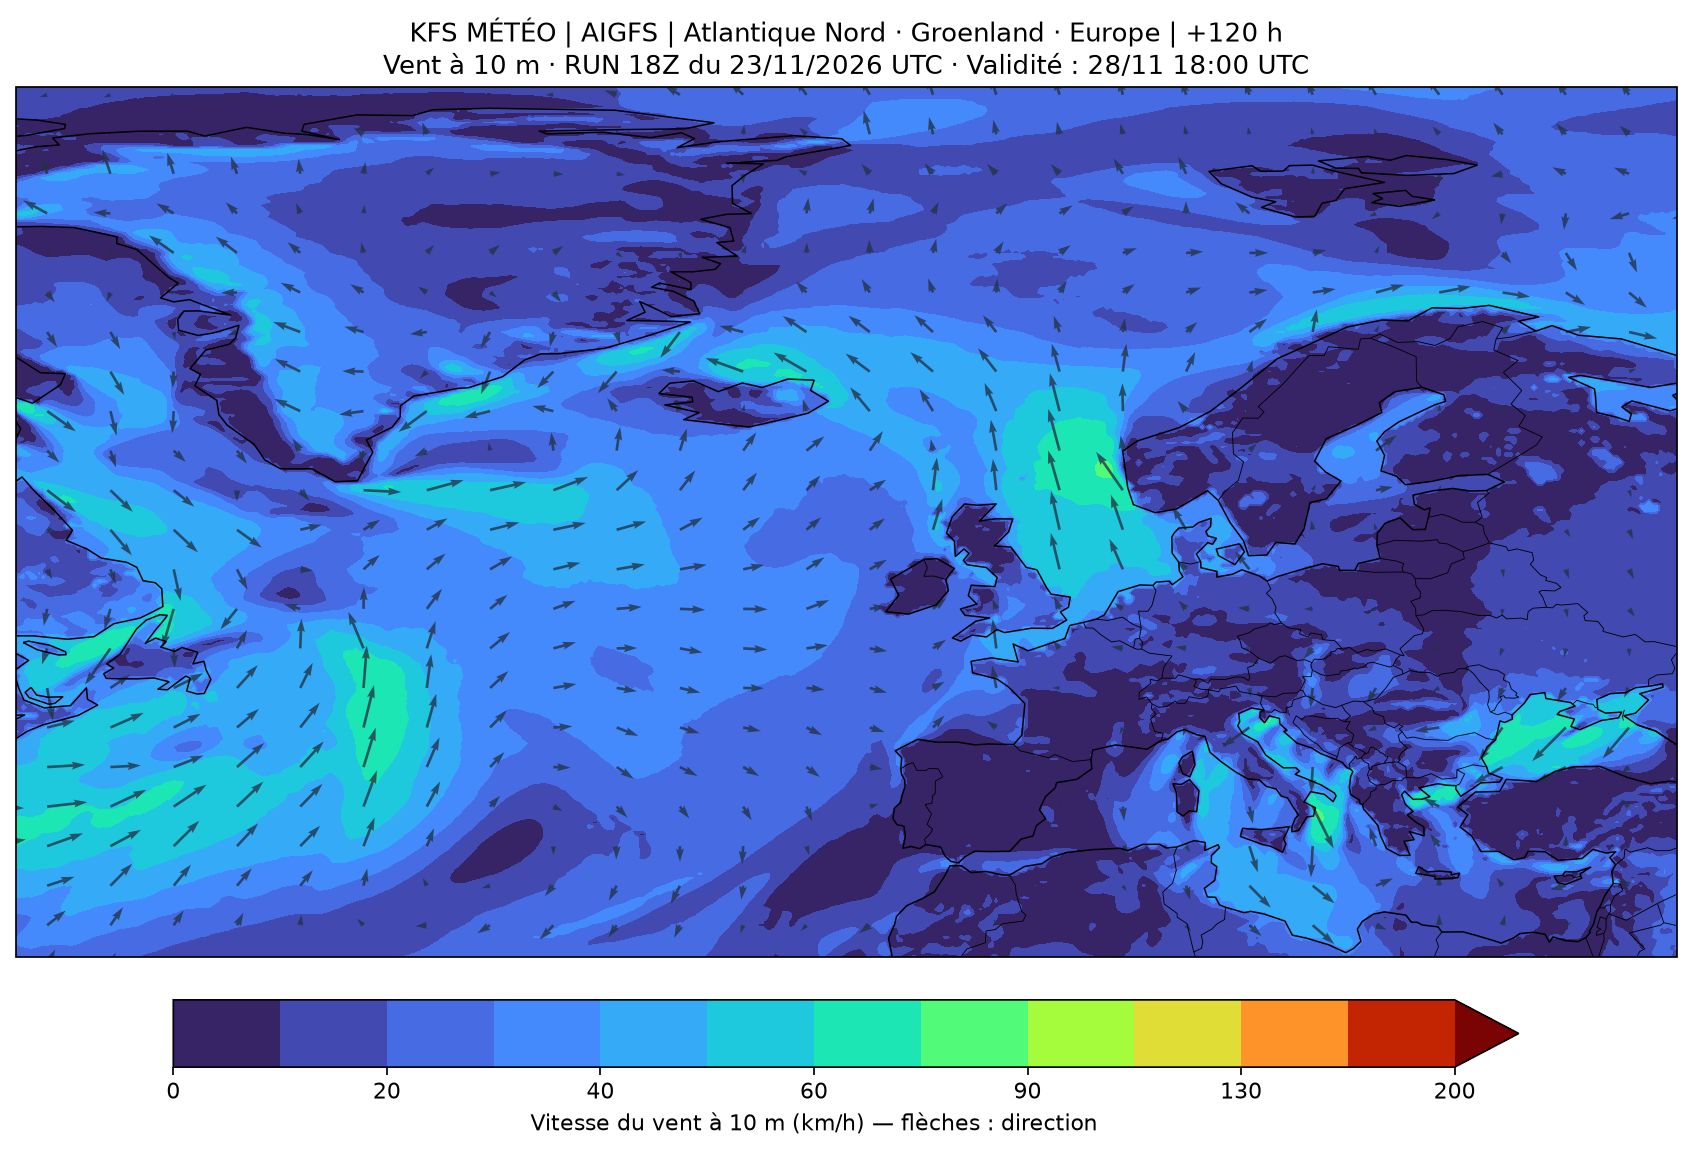 KFS MÉTÉO | AIGFS | Atlantique Nord · Groenland · Europe | +120 h
Vent à 10 m · RUN 18Z du 23/11/2026 UTC · Validité : 28/11 18:00 UTC
0 20 40 60 90 130 200
Vitesse du vent à 10 m (km/h) — flèches : direction